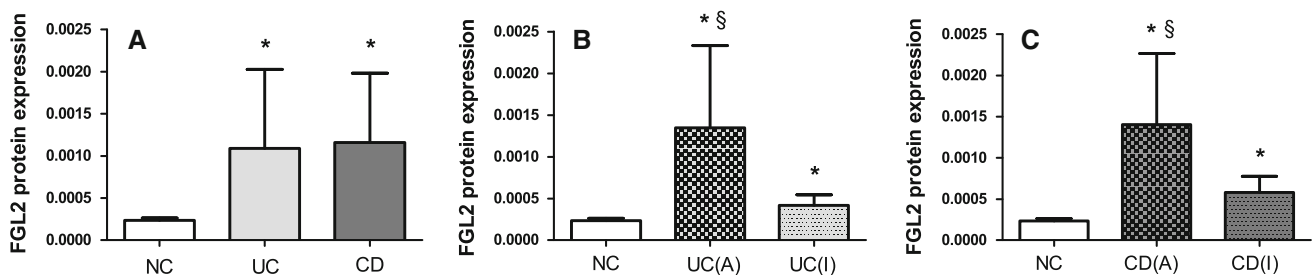 FGL2 protein expression
A
0.0025
0.0020
0.0015
0.0010
0.0005
0.0000
* *
NC UC CD
FGL2 protein expression
B
0.0025
0.0020
0.0015
0.0010
0.0005
0.0000
* §
*
NC UC(A) UC(I)
FGL2 protein expression
C
0.0025
0.0020
0.0015
0.0010
0.0005
0.0000
* §
*
NC CD(A) CD(I)